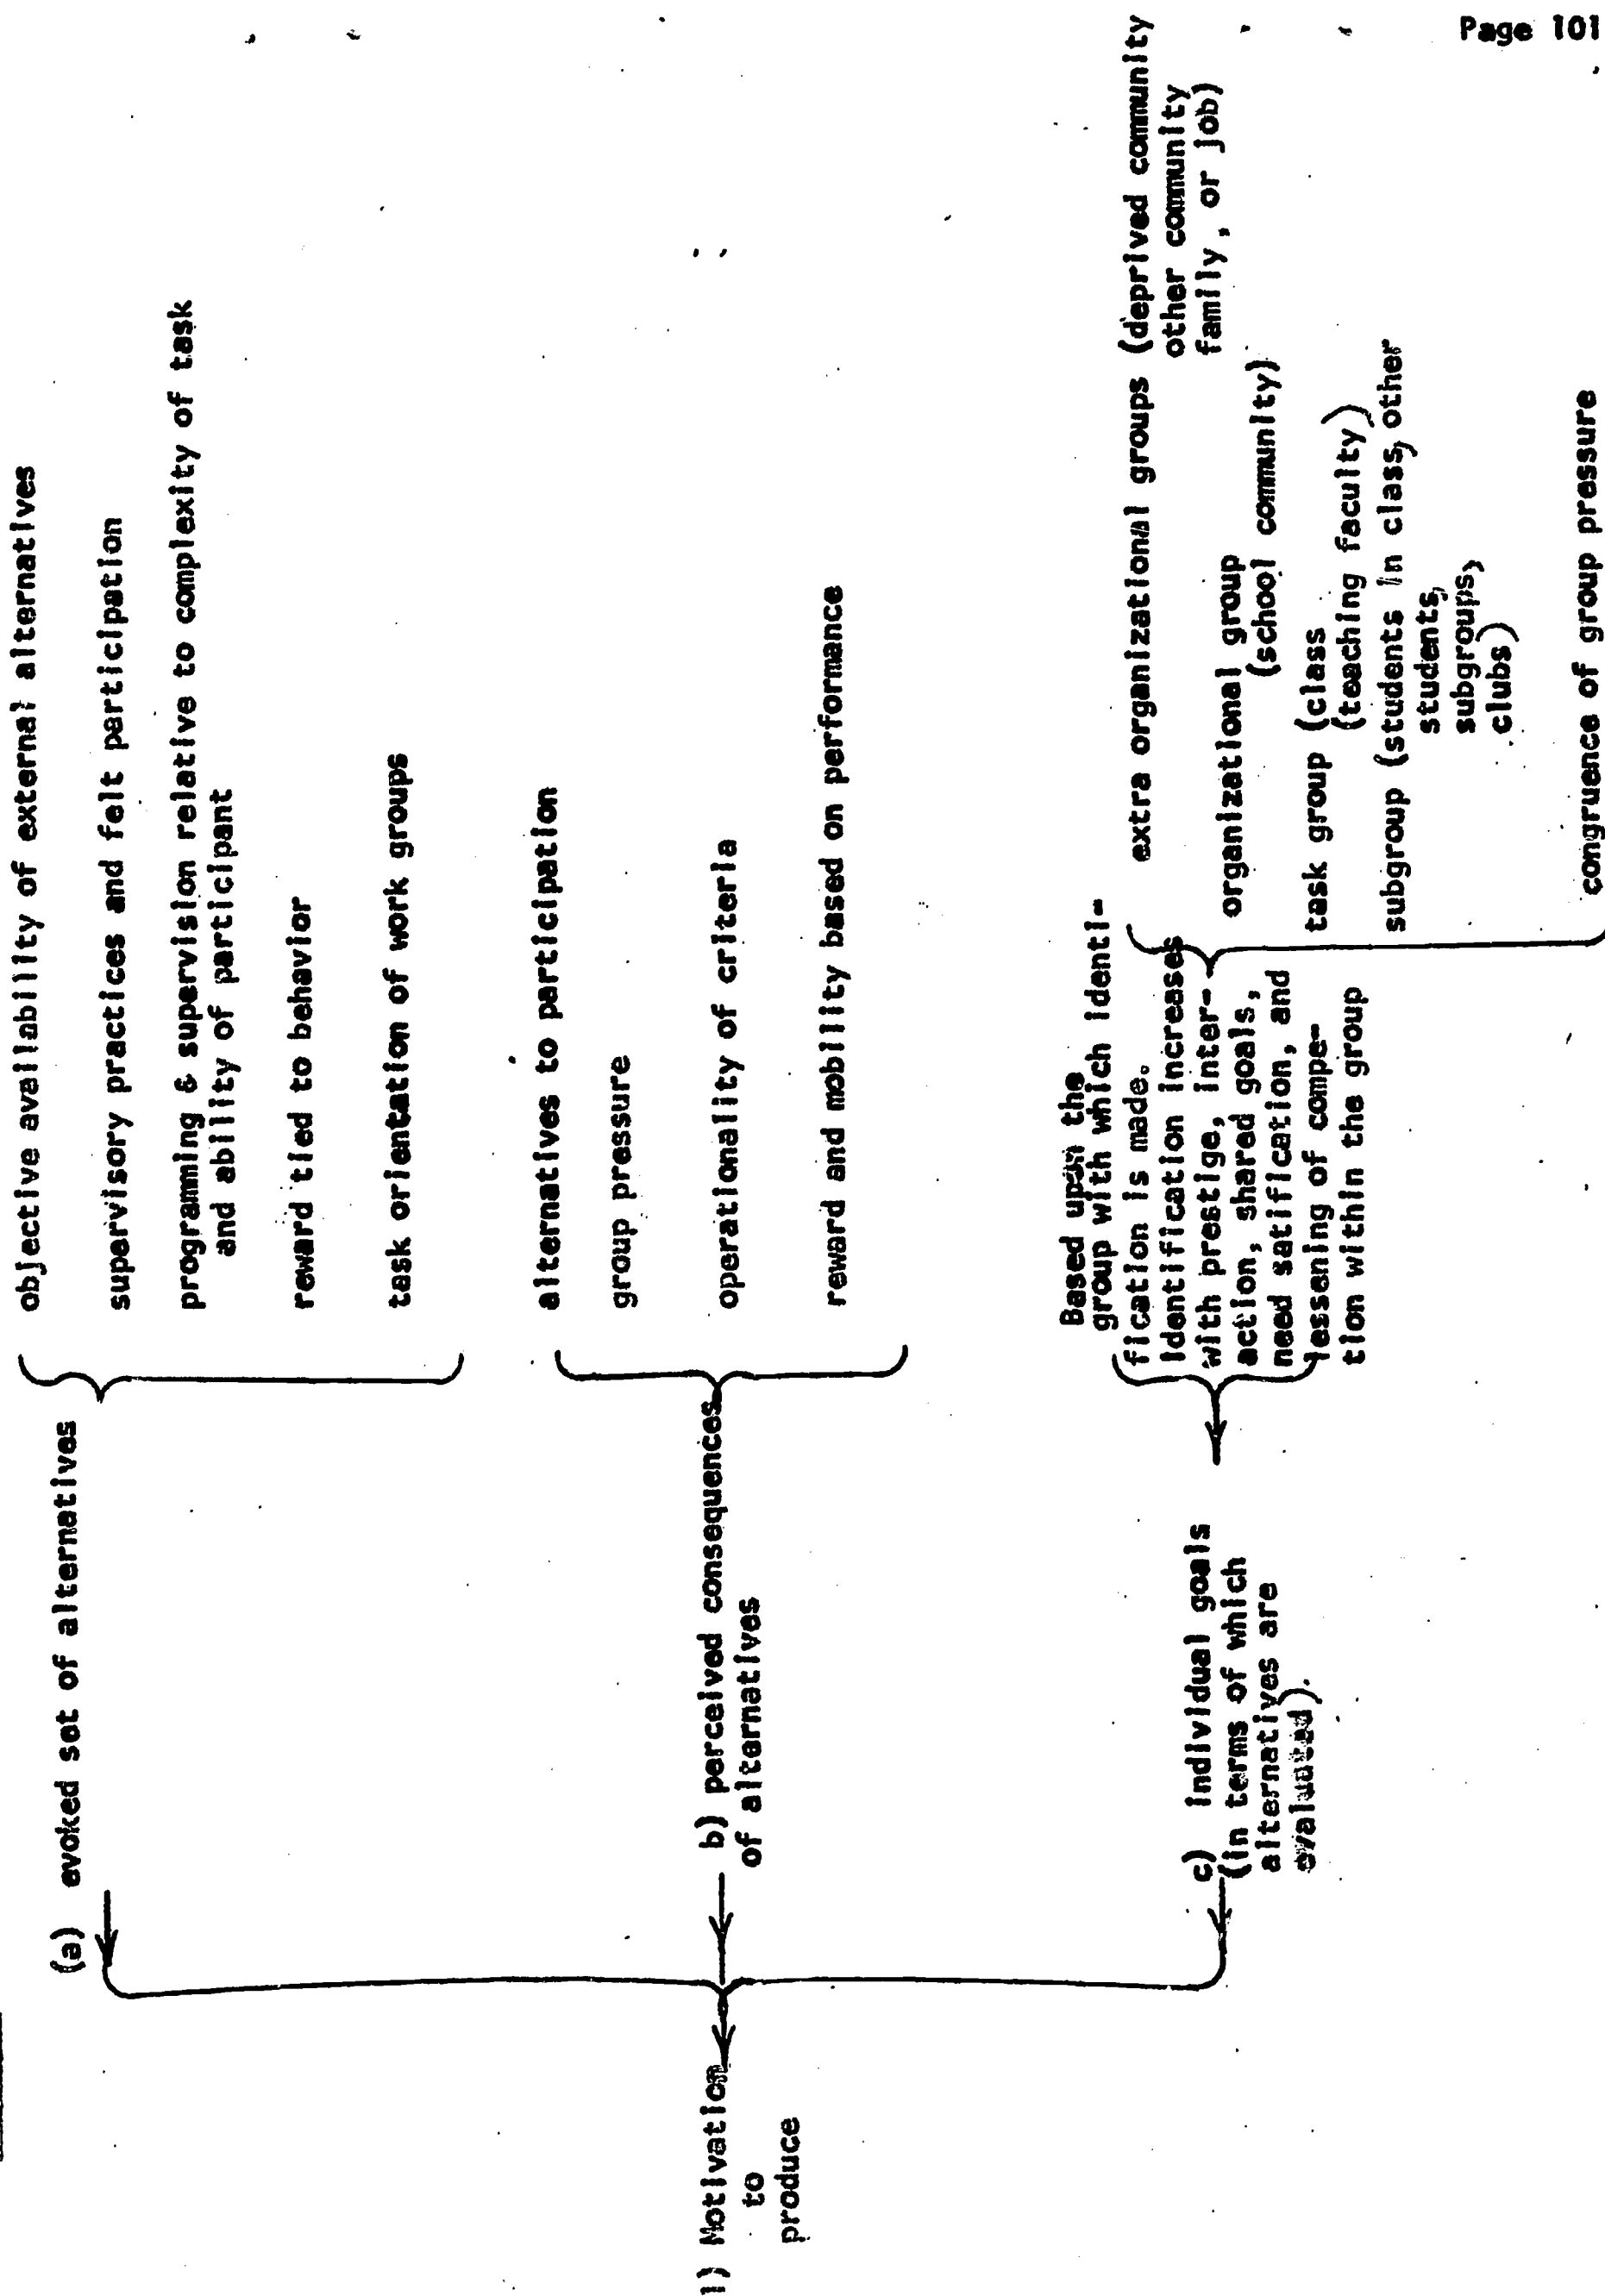 Page 101
1) Motivation
to
produce
(a) evoked set of alternatives
objective availability of external alternatives
supervisory practices and felt participation
programming & supervision relative to complexity of task
and ability of participant
reward tied to behavior
task orientation of work groups
b) perceived consequences
of alternatives
alternatives to participation
group pressure
operationality of criteria
reward and mobility based on performance
c) individual goals
(in terms of which
alternatives are
evaluated).
Based upon the
group with which identi-
fication is made.
Identification increases
with prestige, inter-
action, shared goals,
need satification, and
lessening of compe-
tion within the group
extra organizational groups (deprived community
other community
family, or job)
organizational group
(school community)
task group (class
(teaching faculty)
subgroup (students in class, other
students,
subgroups,
clubs)
congruence of group pressure